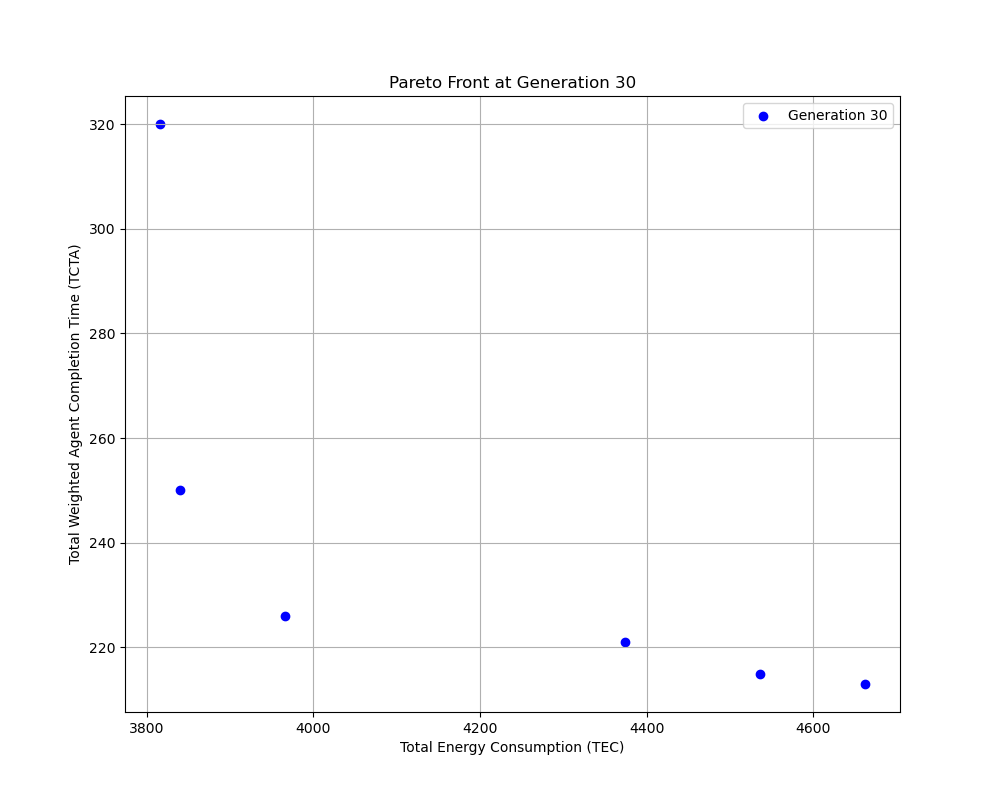 Pareto Front at Generation 30
Generation 30
320
300
280
260
240
220
Total Weighted Agent Completion Time (TCTA)
3800
4000
4200
4400
4600
Total Energy Consumption (TEC)